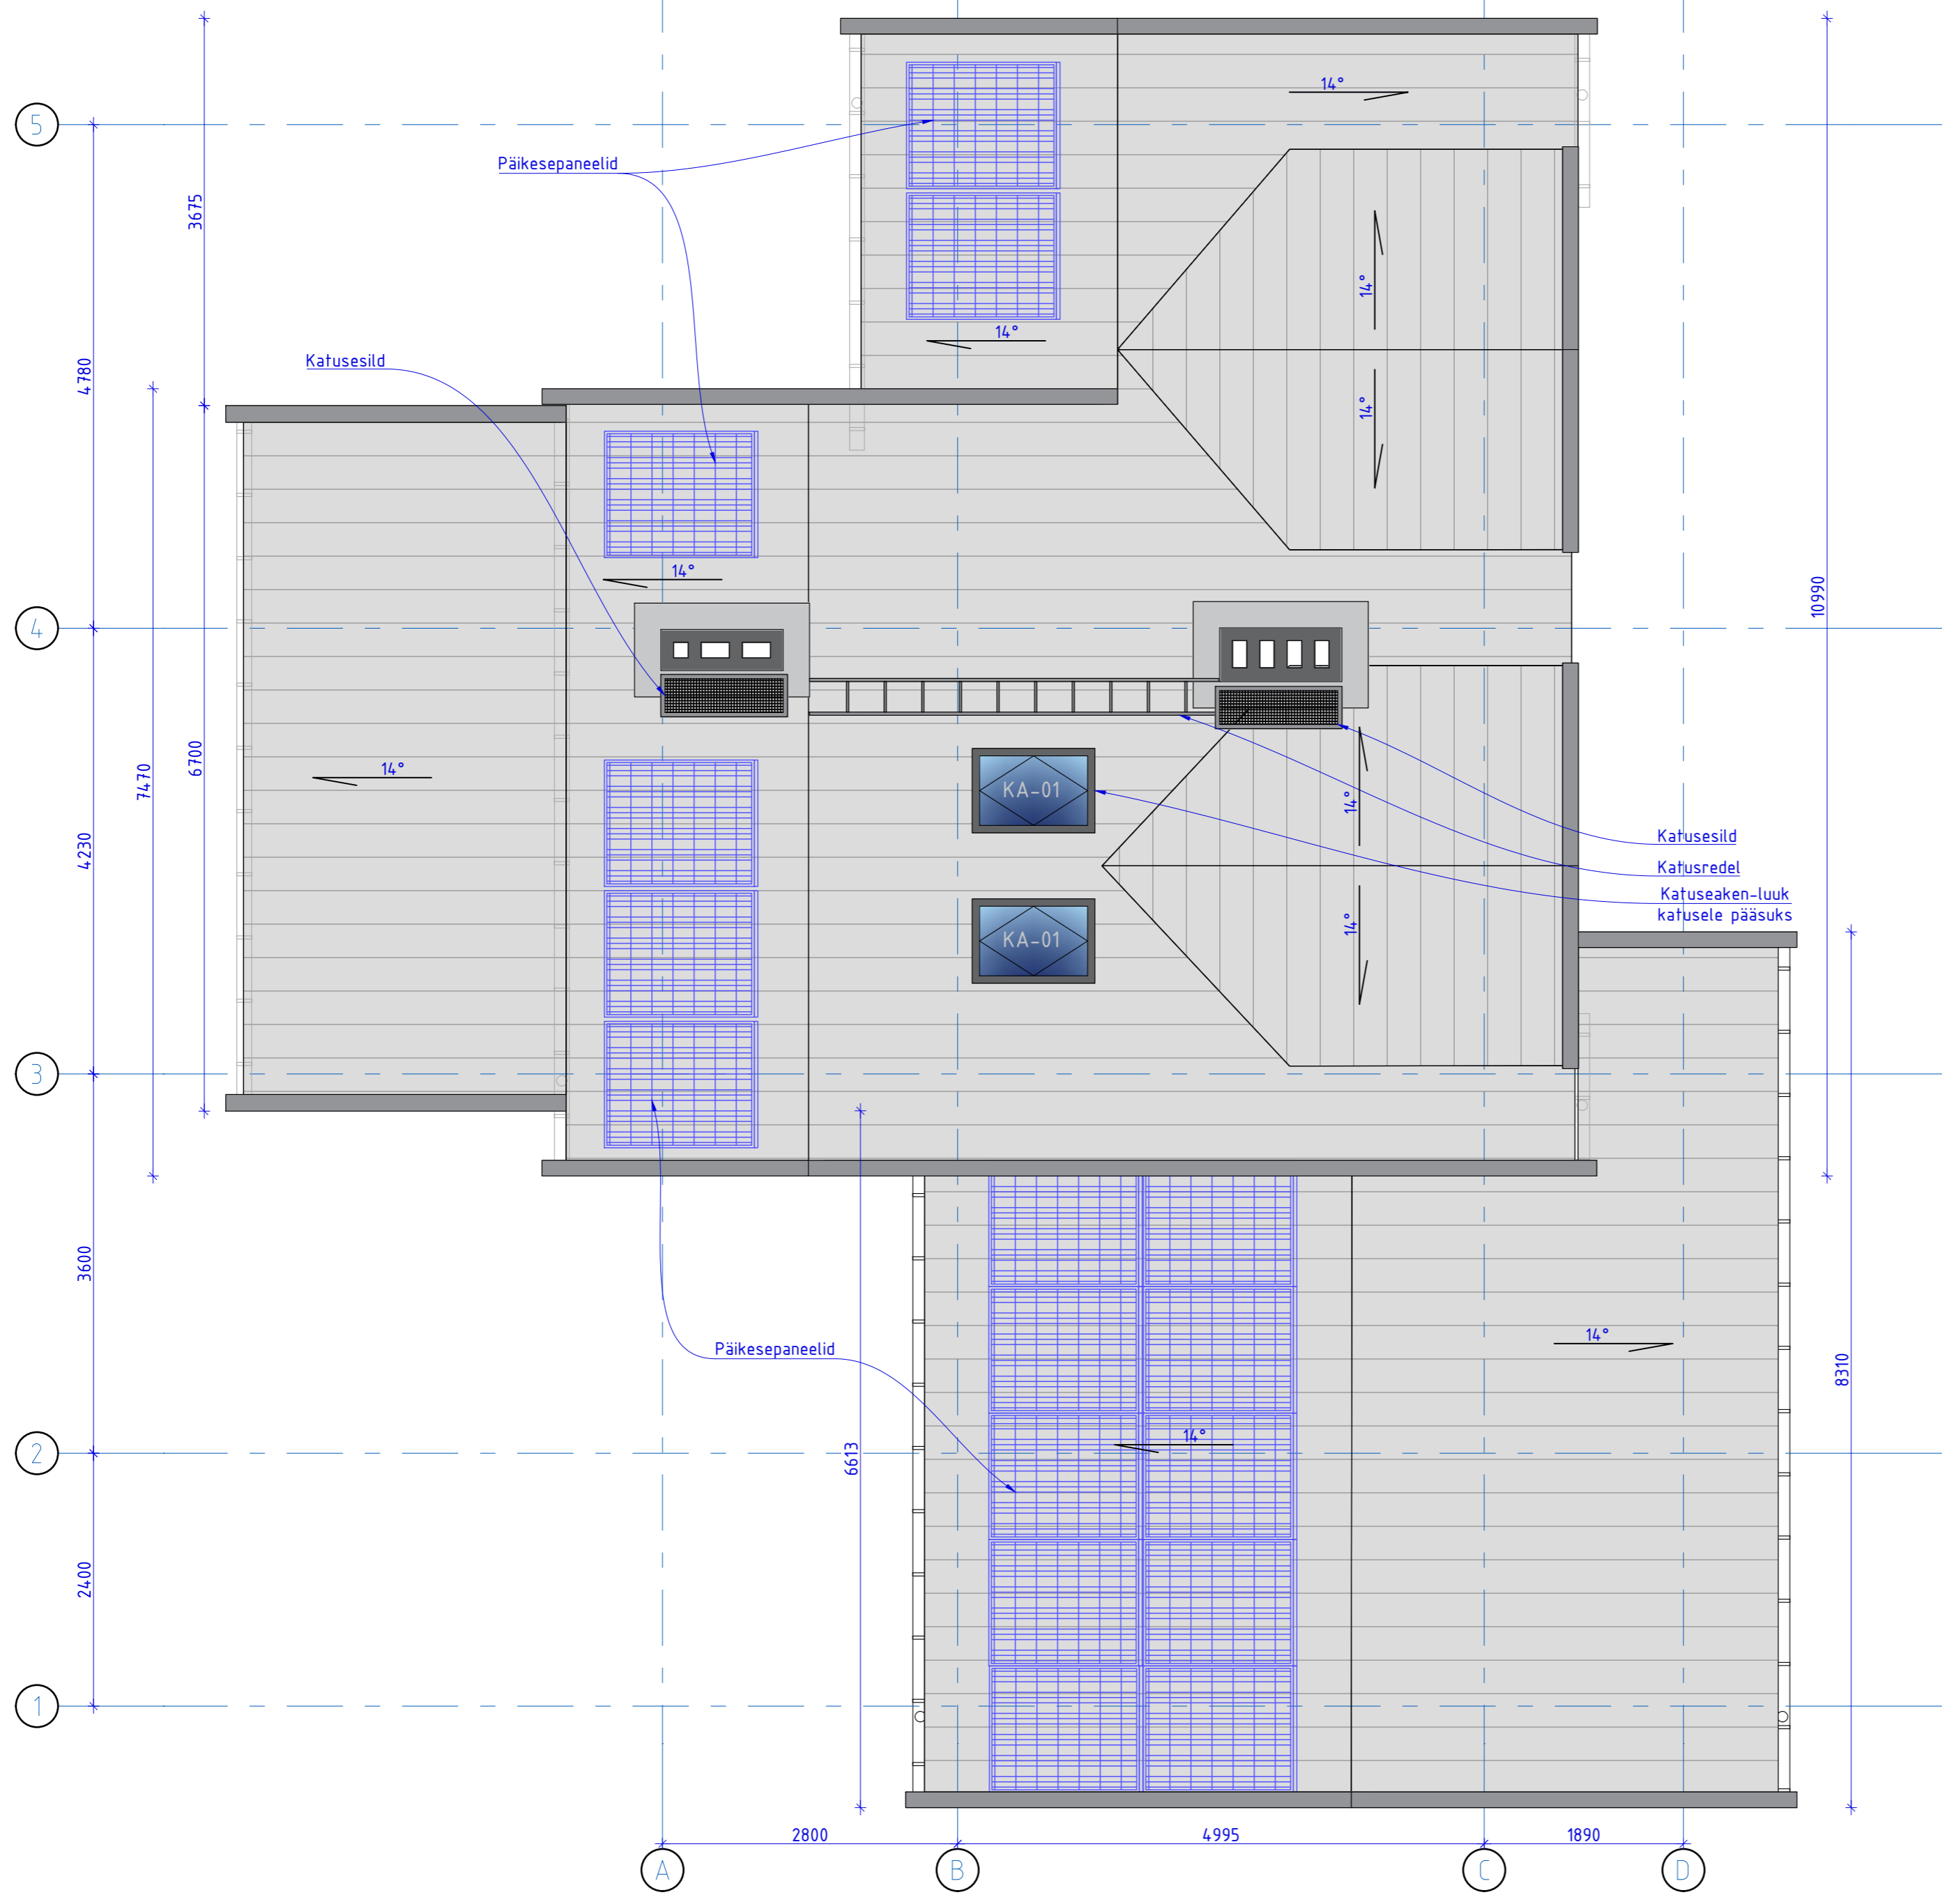 14°
5
Päikesepaneelid
3675
14°
14°
Katusesild
4780
14°
14°
10990
4
6700
7470
14°
KA-01
14°
4230
Katusesild
Katusredel
Katuseaken-luuk
katusele pääsuks
KA-01
14°
3
3600
14°
Päikesepaneelid
8310
14°
6613
2
2400
1
2800
4995
1890
A
B
C
D